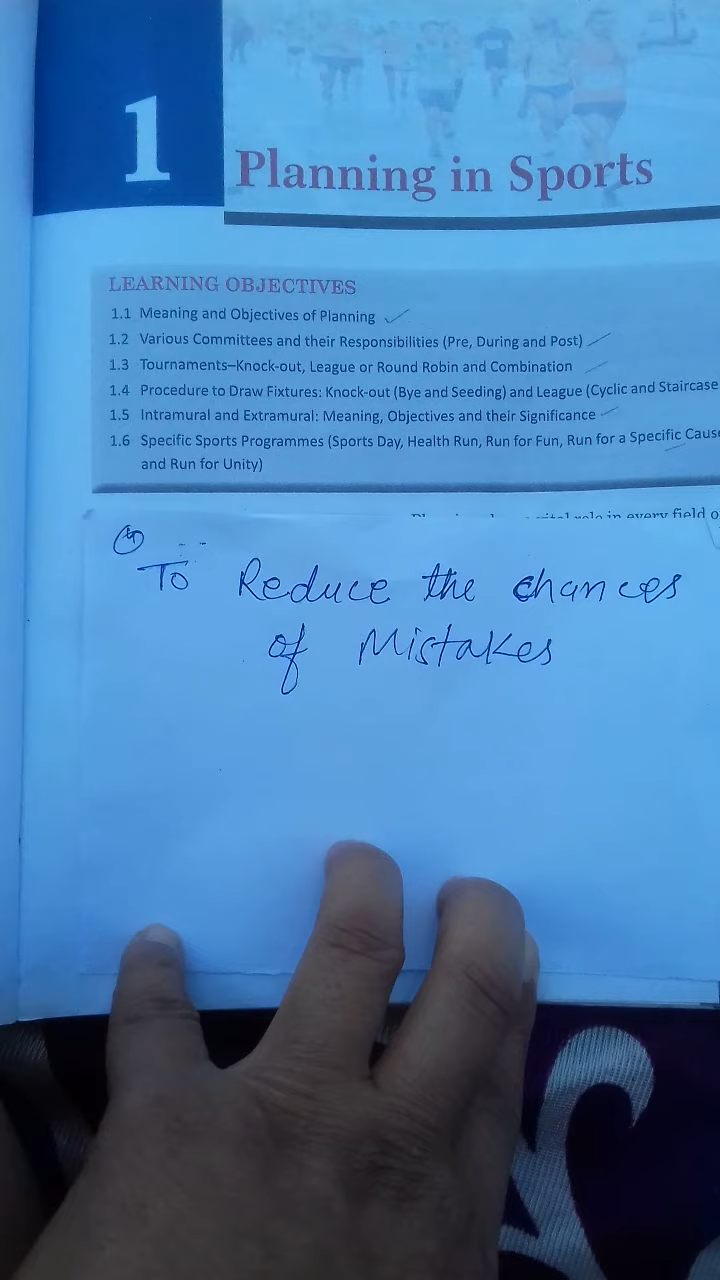 1
Planning in Sports
LEARNING OBJECTIVES
1.1 Meaning and Objectives of Planning
1.2 Various Committees and their Responsibilities (Pre, During and Post)
1.3 Tournaments–Knock-out, League or Round Robin and Combination
1.4 Procedure to Draw Fixtures: Knock-out (Bye and Seeding) and League (Cyclic and Staircase
1.5 Intramural and Extramural: Meaning, Objectives and their Significance
1.6 Specific Sports Programmes (Sports Day, Health Run, Run for Fun, Run for a Specific Cause
and Run for Unity)
in every field o
To Reduce the chances
of Mistakes